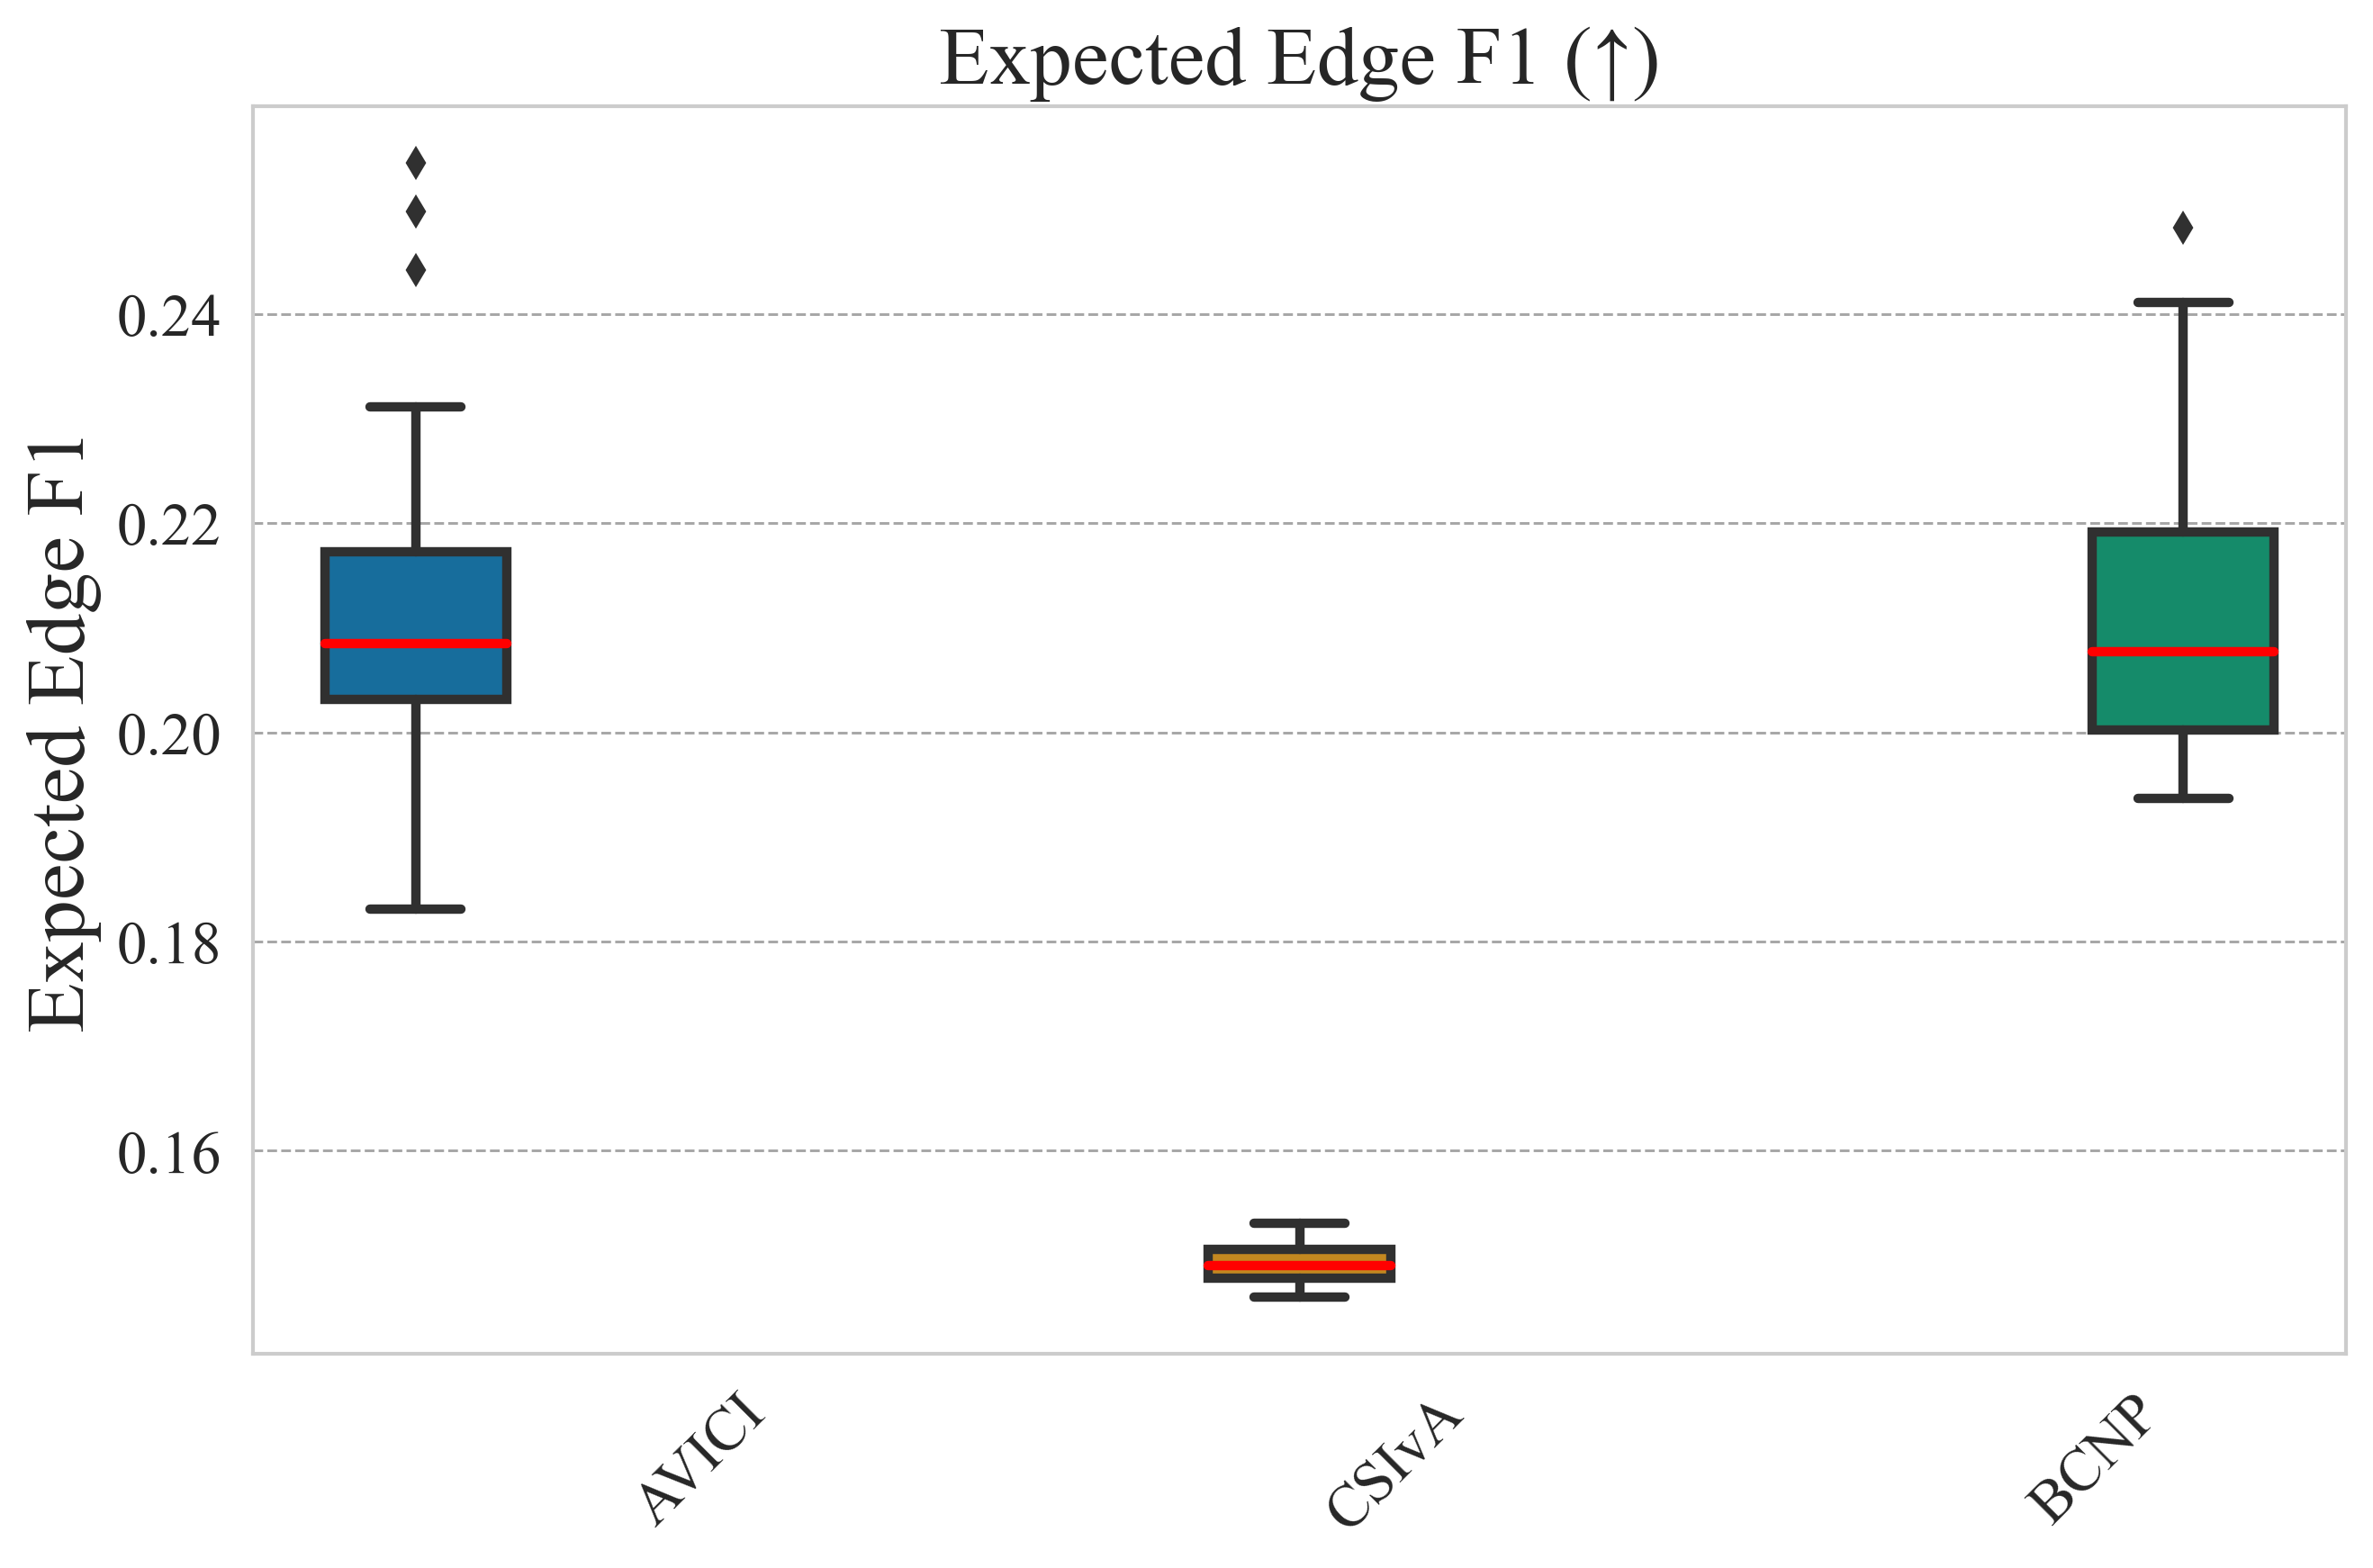 Expected Edge F1 (↑)
Expected Edge F1
0.24
0.22
0.20
0.18
0.16
AVICI
CSIvA
BCNP